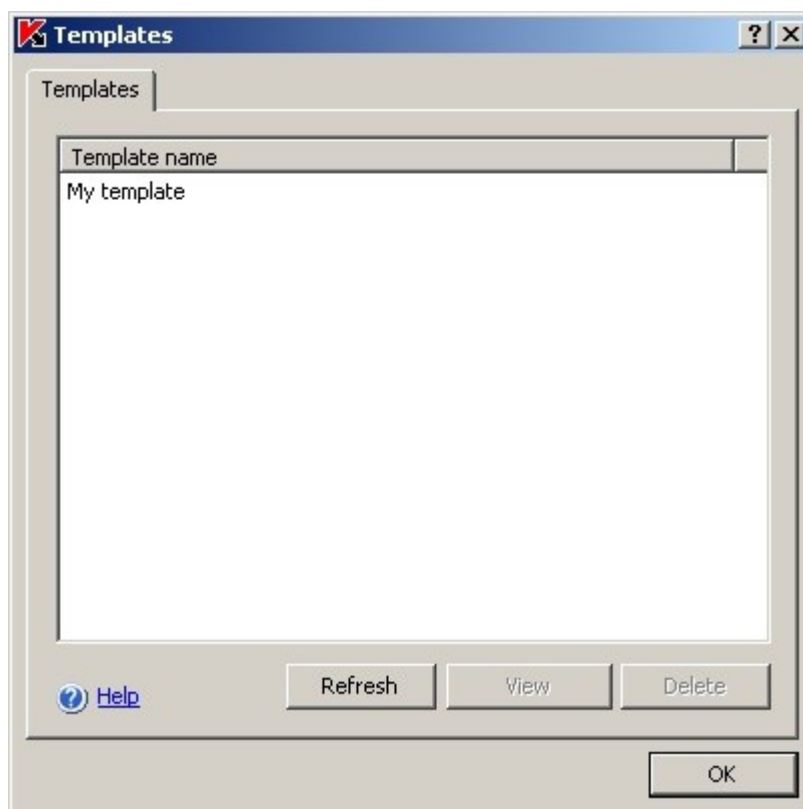 Templates
Templates
Template name
My template
Help
Refresh
View
Delete
OK